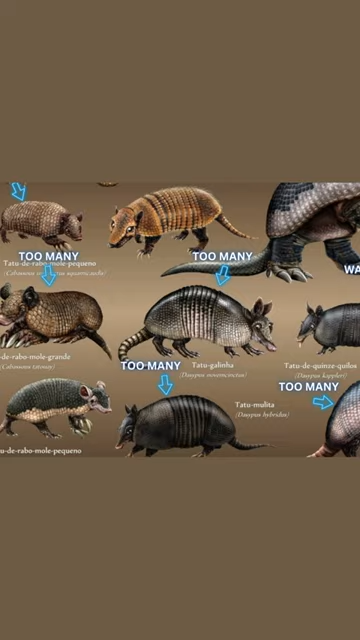 Tatu-de-rabo-mole-pequeno
TOO MANY
TOO MANY
WA
-de-rabo-mole-grande
(Cabassous tatouay)
TOO MANY
Tatu-galinha
(Dasypus novemcinctus)
Tatu-de-quinze-quilos
(Dasypus kappleri)
TOO MANY
Tatu-mulita
(Dasypus hybridus)
u-de-rabo-mole-pequeno